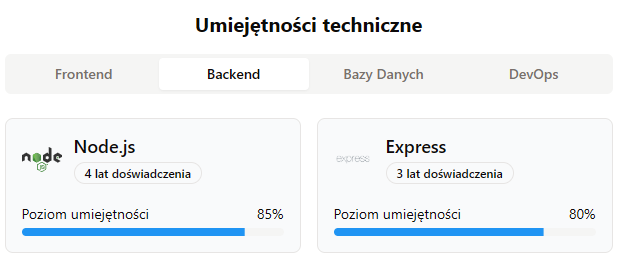 Umiejętności techniczne
Frontend Backend Bazy Danych DevOps
node
JS
Node.js
4 lat doświadczenia
Poziom umiejętności 85%
express
Express
3 lat doświadczenia
Poziom umiejętności 80%